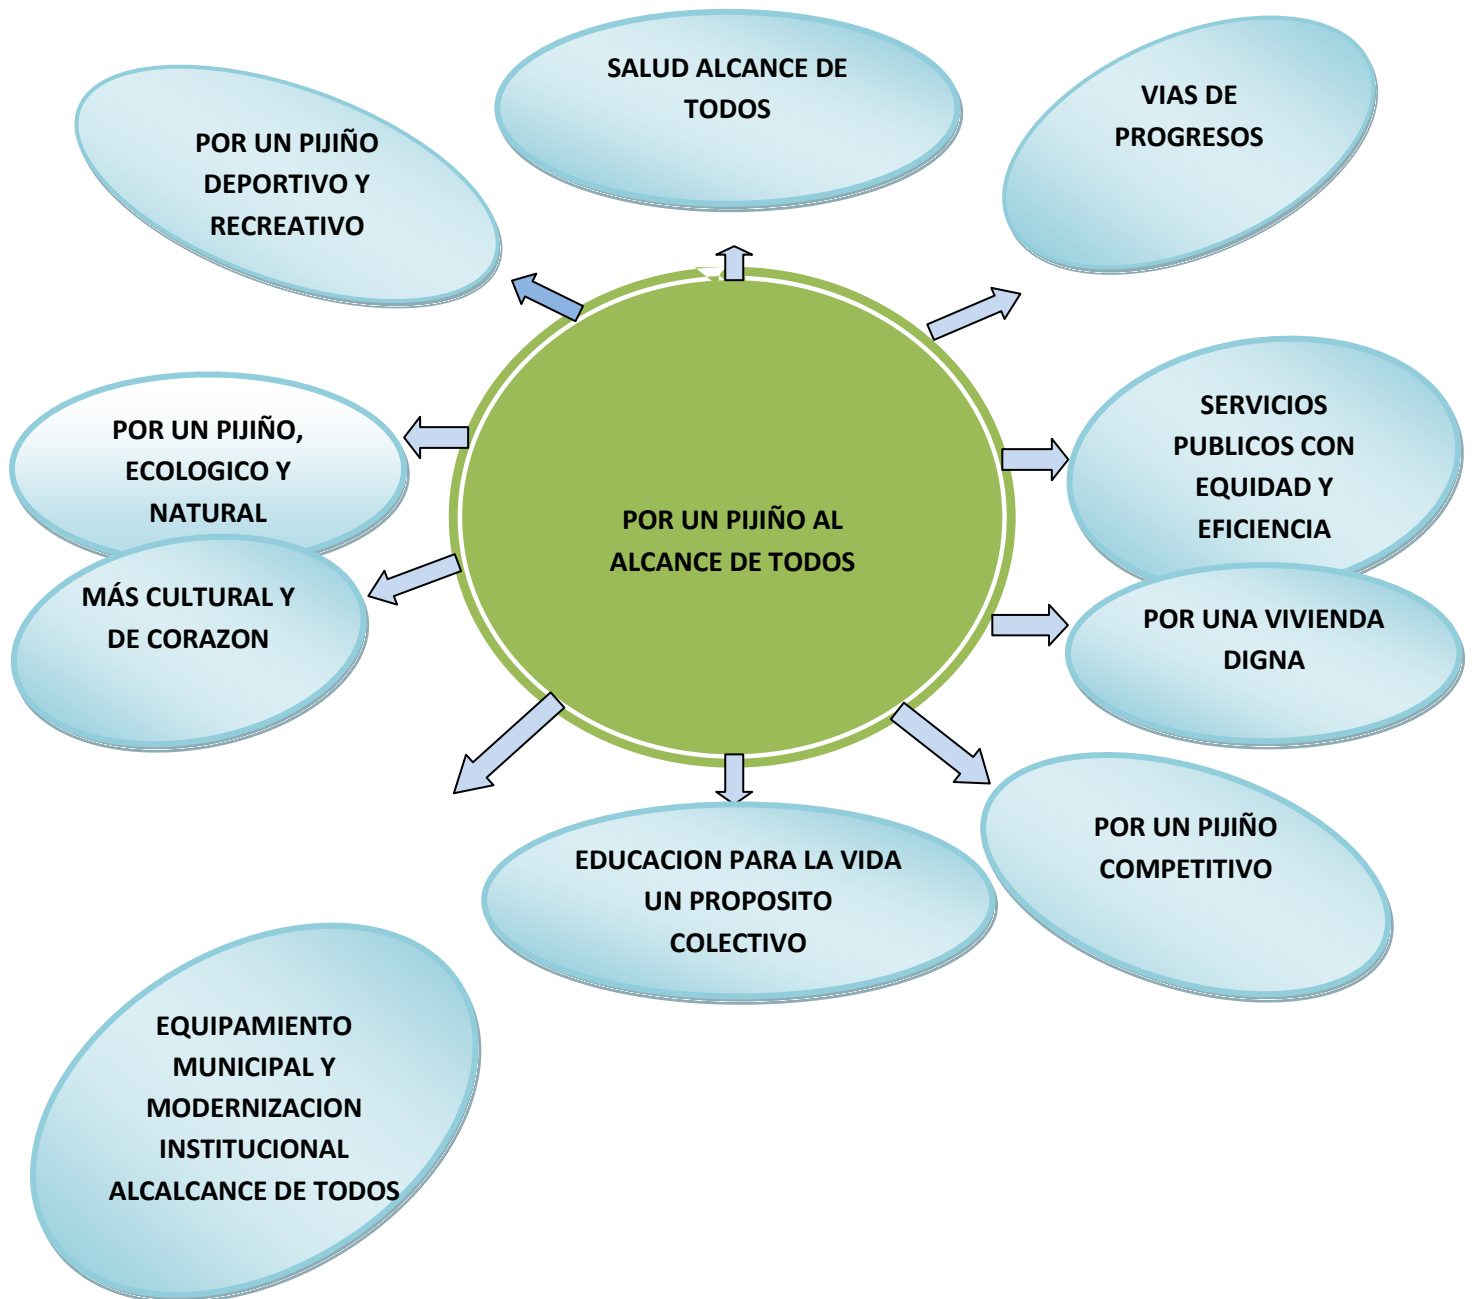 SALUD ALCANCE DE
TODOS
VIAS DE
PROGRESOS
POR UN PIJIÑO
DEPORTIVO Y
RECREATIVO
SERVICIOS
PUBLICOS CON
EQUIDAD Y
EFICIENCIA
POR UN PIJIÑO,
ECOLOGICO Y
NATURAL
POR UN PIJIÑO AL
ALCANCE DE TODOS
MÁS CULTURAL Y
DE CORAZON
POR UNA VIVIENDA
DIGNA
POR UN PIJIÑO
COMPETITIVO
EDUCACION PARA LA VIDA
UN PROPOSITO
COLECTIVO
EQUIPAMIENTO
MUNICIPAL Y
MODERNIZACION
INSTITUCIONAL
ALCALCANCE DE TODOS